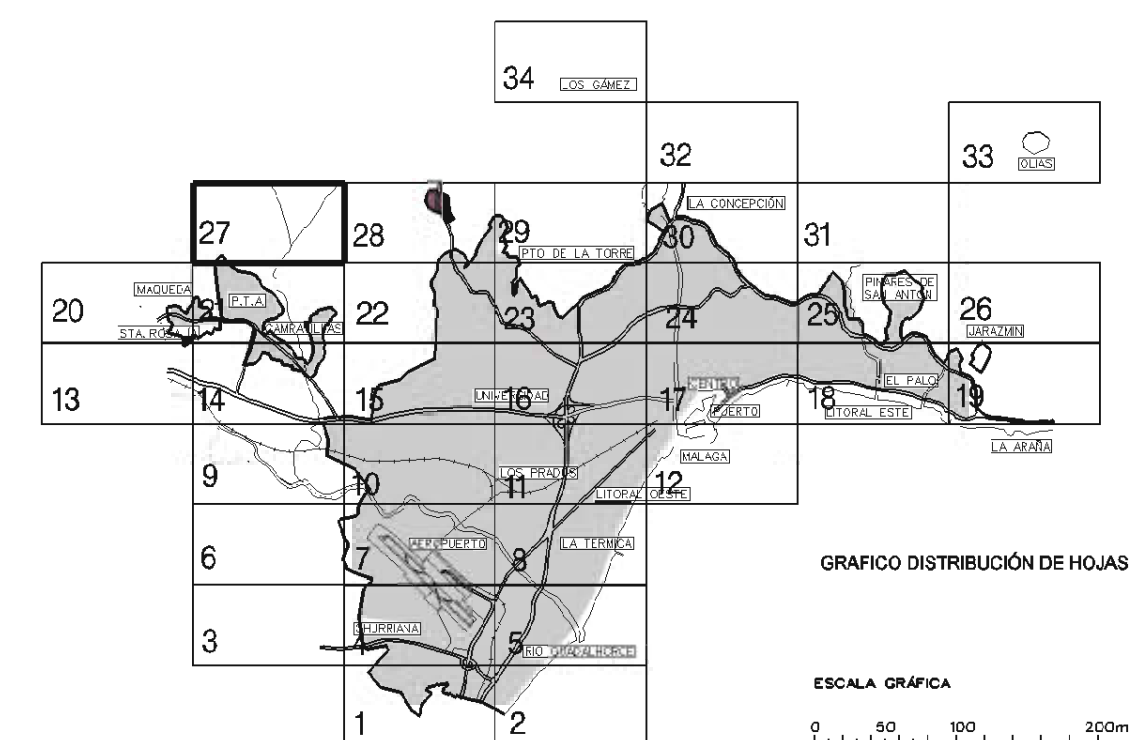 34
LOS GÁMEZ
32
33
OLIAS
27
28
29
PTO DE LA TORRE
30
LA CONCEPCIÓN
31
20
MAQUEDA
STA. ROSALIA
21
P.T.A.
CAMPANILLAS
22
23
24
25
PINARES DE
SAN ANTON
26
JARAZMIN
13
14
15
UNIVERSIDAD
16
17
CENTRO
PUERTO
MALAGA
18
EL PALO
LITORAL ESTE
19
LA ARAÑA
9
10
LOS PRADOS
11
LITORAL OESTE
12
6
7
AEROPUERTO
8
LA TERMICA
GRAFICO DISTRIBUCIÓN DE HOJAS
3
CHURRIANA
5
RIO GUADALHORCE
1
2
ESCALA GRÁFICA
0 50 100 200m